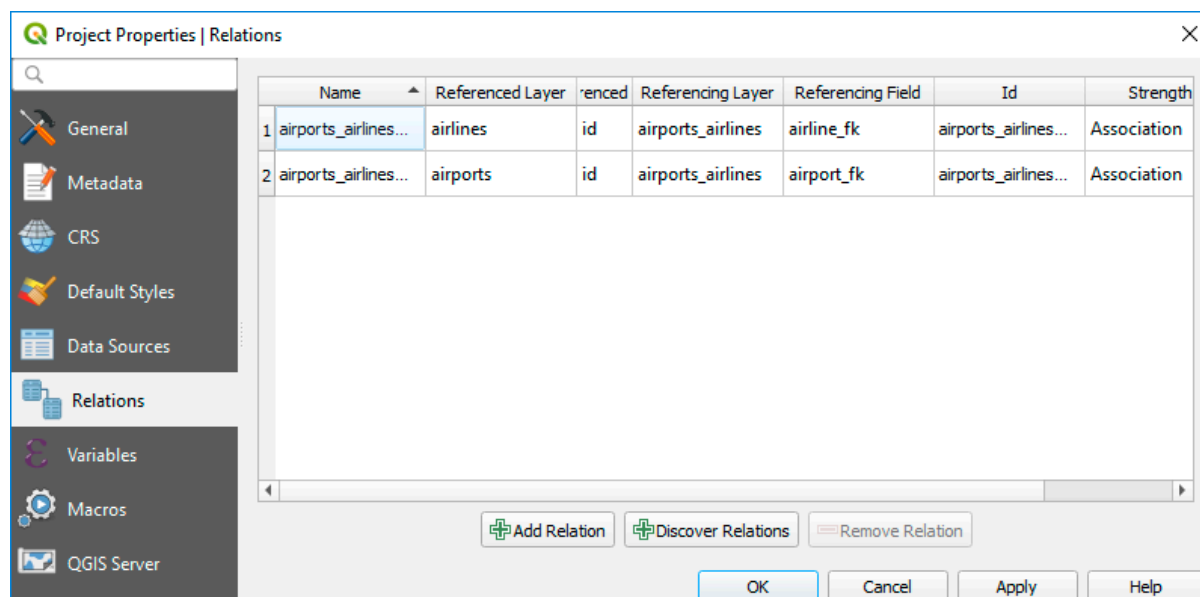 Project Properties | Relations
General
Metadata
CRS
Default Styles
Data Sources
Relations
Variables
Macros
QGIS Server
Name Referenced Layer renced Referencing Layer Referencing Field Id Strength
1 airports_airlines... airlines id airports_airlines airline_fk airports_airlines... Association
2 airports_airlines... airports id airports_airlines airport_fk airports_airlines... Association
Add Relation Discover Relations Remove Relation
OK Cancel Apply Help